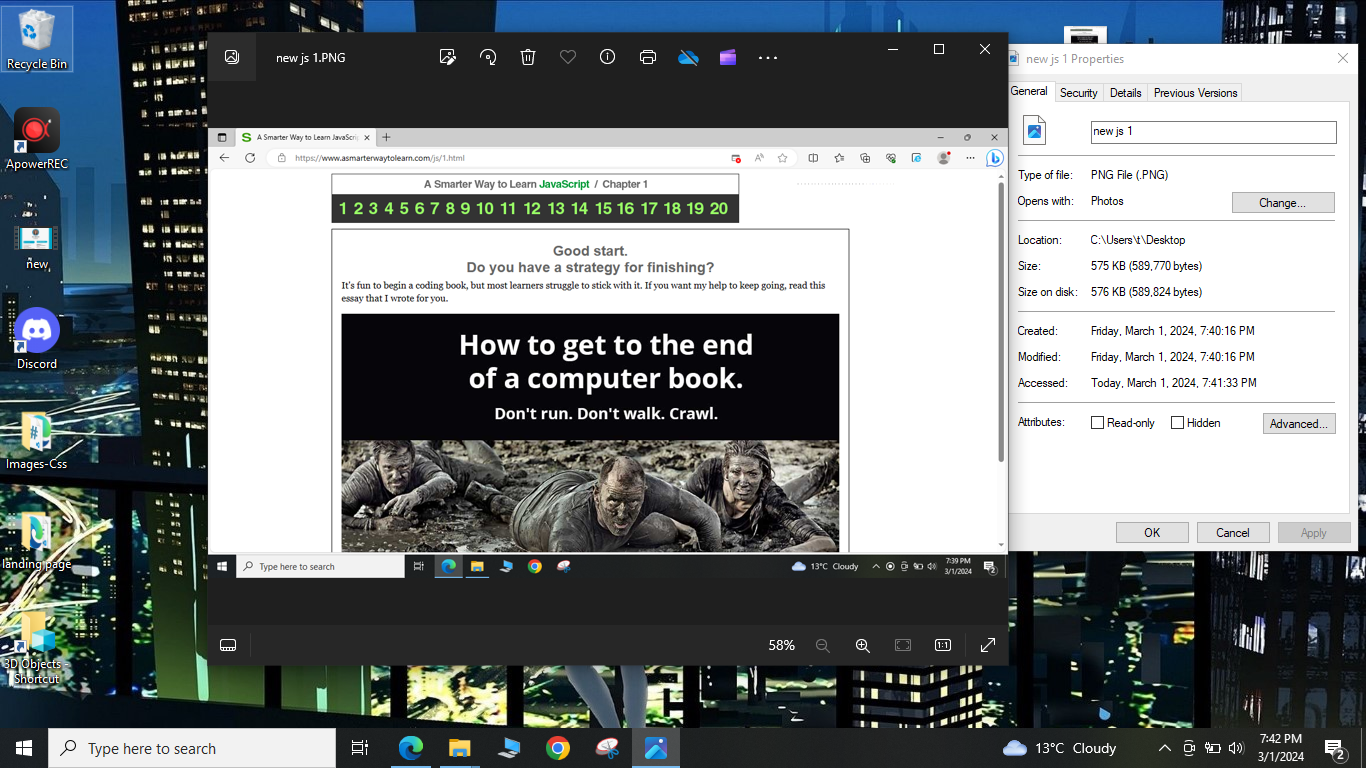 Recycle Bin
ApowerREC
new
Discord
Images-Css
landing page
3D Objects -
Shortcut
new js 1.PNG
A Smarter Way to Learn JavaScri
https://www.asmarterwaytolearn.com/js/1.html
A Smarter Way to Learn JavaScript / Chapter 1
1 2 3 4 5 6 7 8 9 10 11 12 13 14 15 16 17 18 19 20
Good start.
Do you have a strategy for finishing?
It's fun to begin a coding book, but most learners struggle to stick with it. If you want my help to keep going, read this
essay that I wrote for you.
How to get to the end
of a computer book.
Don't run. Don't walk. Crawl.
Type here to search
13°C Cloudy
7:39 PM
3/1/2024
2
58%
1:1
new js 1 Properties
General Security Details Previous Versions
new js 1
Type of file: PNG File (.PNG)
Opens with: Photos Change...
Location: C:\Users\t\Desktop
Size: 575 KB (589,770 bytes)
Size on disk: 576 KB (589,824 bytes)
Created: Friday, March 1, 2024, 7:40:16 PM
Modified: Friday, March 1, 2024, 7:40:16 PM
Accessed: Today, March 1, 2024, 7:41:33 PM
Attributes: Read-only Hidden Advanced...
OK Cancel Apply
Type here to search
13°C Cloudy
7:42 PM
3/1/2024
2